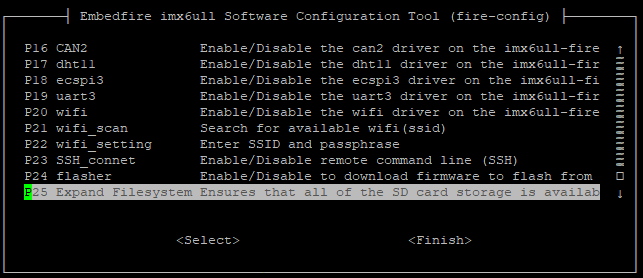 Embedfire imx6ull Software Configuration Tool (fire-config)
P16 CAN2 Enable/Disable the can2 driver on the imx6ull-fire
P17 dht11 Enable/Disable the dht11 driver on the imx6ull-fir
P18 ecspi3 Enable/Disable the ecspi3 driver on the imx6ull-fi
P19 uart3 Enable/Disable the uart3 driver on the imx6ull-fir
P20 wifi Enable/Disable the wifi driver on the imx6ull-fire
P21 wifi_scan Search for available wifi(ssid)
P22 wifi_setting Enter SSID and passphrase
P23 SSH_connet Enable/Disable remote command line (SSH)
P24 flasher Enable/Disable to download firmware to flash from
P25 Expand Filesystem Ensures that all of the SD card storage is availab
<Select> <Finish>